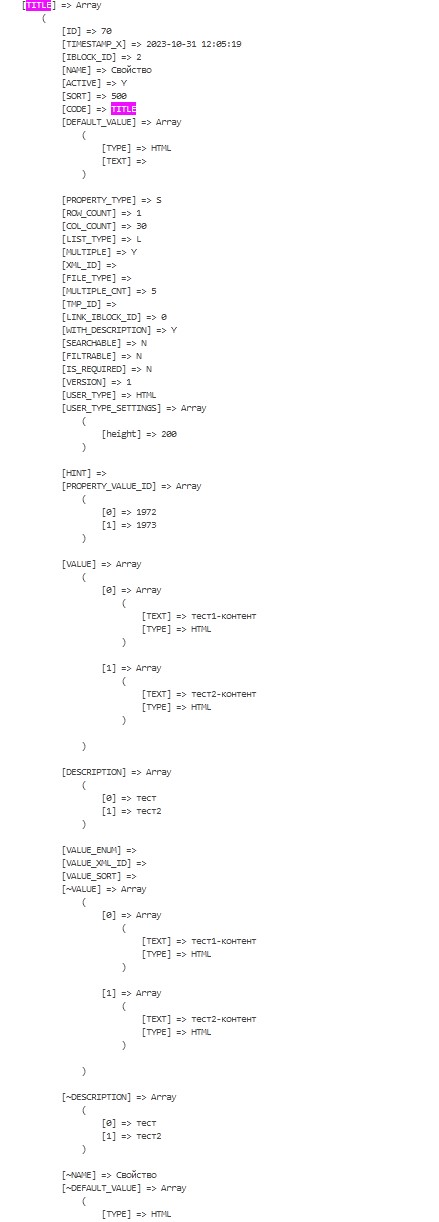 [TITLE] => Array
(
[ID] => 70
[TIMESTAMP_X] => 2023-10-31 12:05:19
[IBLOCK_ID] => 2
[NAME] => Свойство
[ACTIVE] => Y
[SORT] => 500
[CODE] => TITLE
[DEFAULT_VALUE] => Array
(
[TYPE] => HTML
[TEXT] =>
)
[PROPERTY_TYPE] => S
[ROW_COUNT] => 1
[COL_COUNT] => 30
[LIST_TYPE] => L
[MULTIPLE] => Y
[XML_ID] =>
[FILE_TYPE] =>
[MULTIPLE_CNT] => 5
[TMP_ID] =>
[LINK_IBLOCK_ID] => 0
[WITH_DESCRIPTION] => Y
[SEARCHABLE] => N
[FILTRABLE] => N
[IS_REQUIRED] => N
[VERSION] => 1
[USER_TYPE] => HTML
[USER_TYPE_SETTINGS] => Array
(
[height] => 200
)
[HINT] =>
[PROPERTY_VALUE_ID] => Array
(
[0] => 1972
[1] => 1973
)
[VALUE] => Array
(
[0] => Array
(
[TEXT] => тест1-контент
[TYPE] => HTML
)
[1] => Array
(
[TEXT] => тест2-контент
[TYPE] => HTML
)
)
[DESCRIPTION] => Array
(
[0] => тест
[1] => тест2
)
[VALUE_ENUM] =>
[VALUE_XML_ID] =>
[VALUE_SORT] =>
[~VALUE] => Array
(
[0] => Array
(
[TEXT] => тест1-контент
[TYPE] => HTML
)
[1] => Array
(
[TEXT] => тест2-контент
[TYPE] => HTML
)
)
[~DESCRIPTION] => Array
(
[0] => тест
[1] => тест2
)
[~NAME] => Свойство
[~DEFAULT_VALUE] => Array
(
[TYPE] => HTML